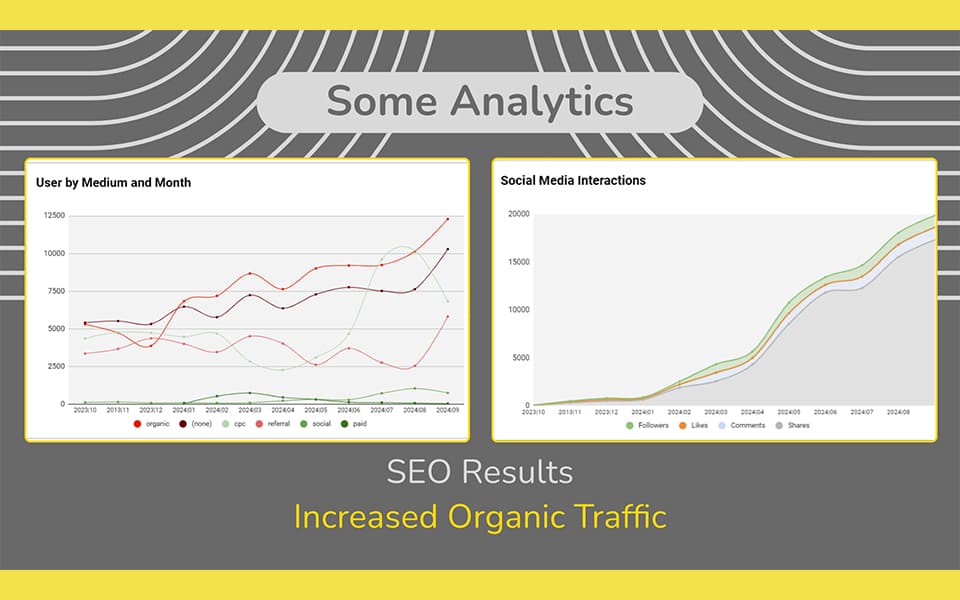 Some Analytics
User by Medium and Month
12500
10000
7500
5000
2500
0
2023|10 2013|11 2023|12 2024|01 2024|02 2024|03 2024|04 2024|05 2024|06 2024|07 2024|08 2024|09
organic (none) cpc referral social paid
Social Media Interactions
20000
15000
10000
5000
0
2023|10 2013|11 2023|12 2024|01 2024|02 2024|03 2024|04 2024|05 2024|06 2024|07 2024|08
Followers Likes Comments Shares
SEO Results
Increased Organic Traffic